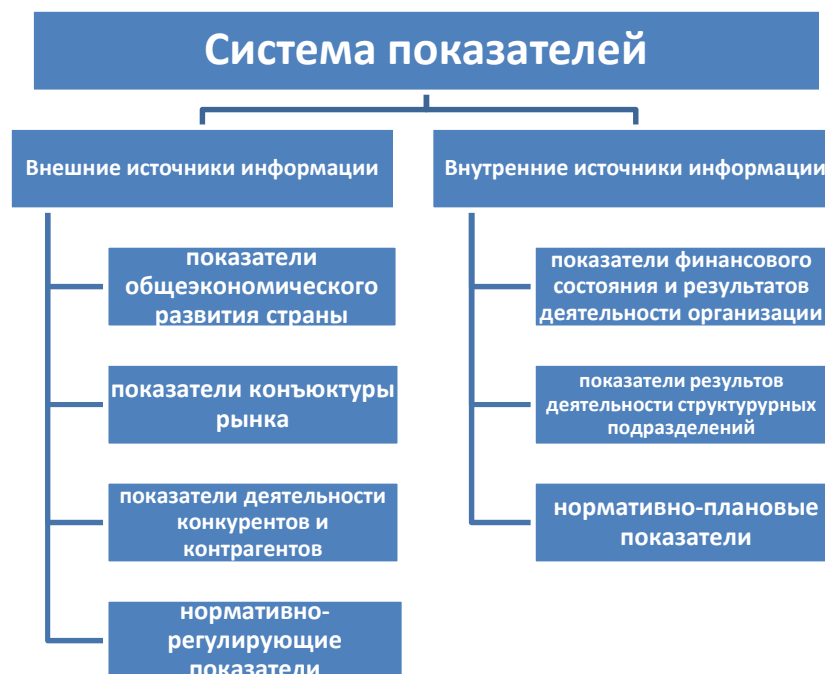 Система показателей
Внешние источники информации
показатели
общеэкономического
развития страны
показатели конъюктуры
рынка
показатели деятельности
конкурентов и
контрагентов
нормативно-
регулирующие
показатели
Внутренние источники информации
показатели финансового
состояния и результатов
деятельности организации
показатели результов
деятельности структурурных
подразделений
нормативно-плановые
показатели